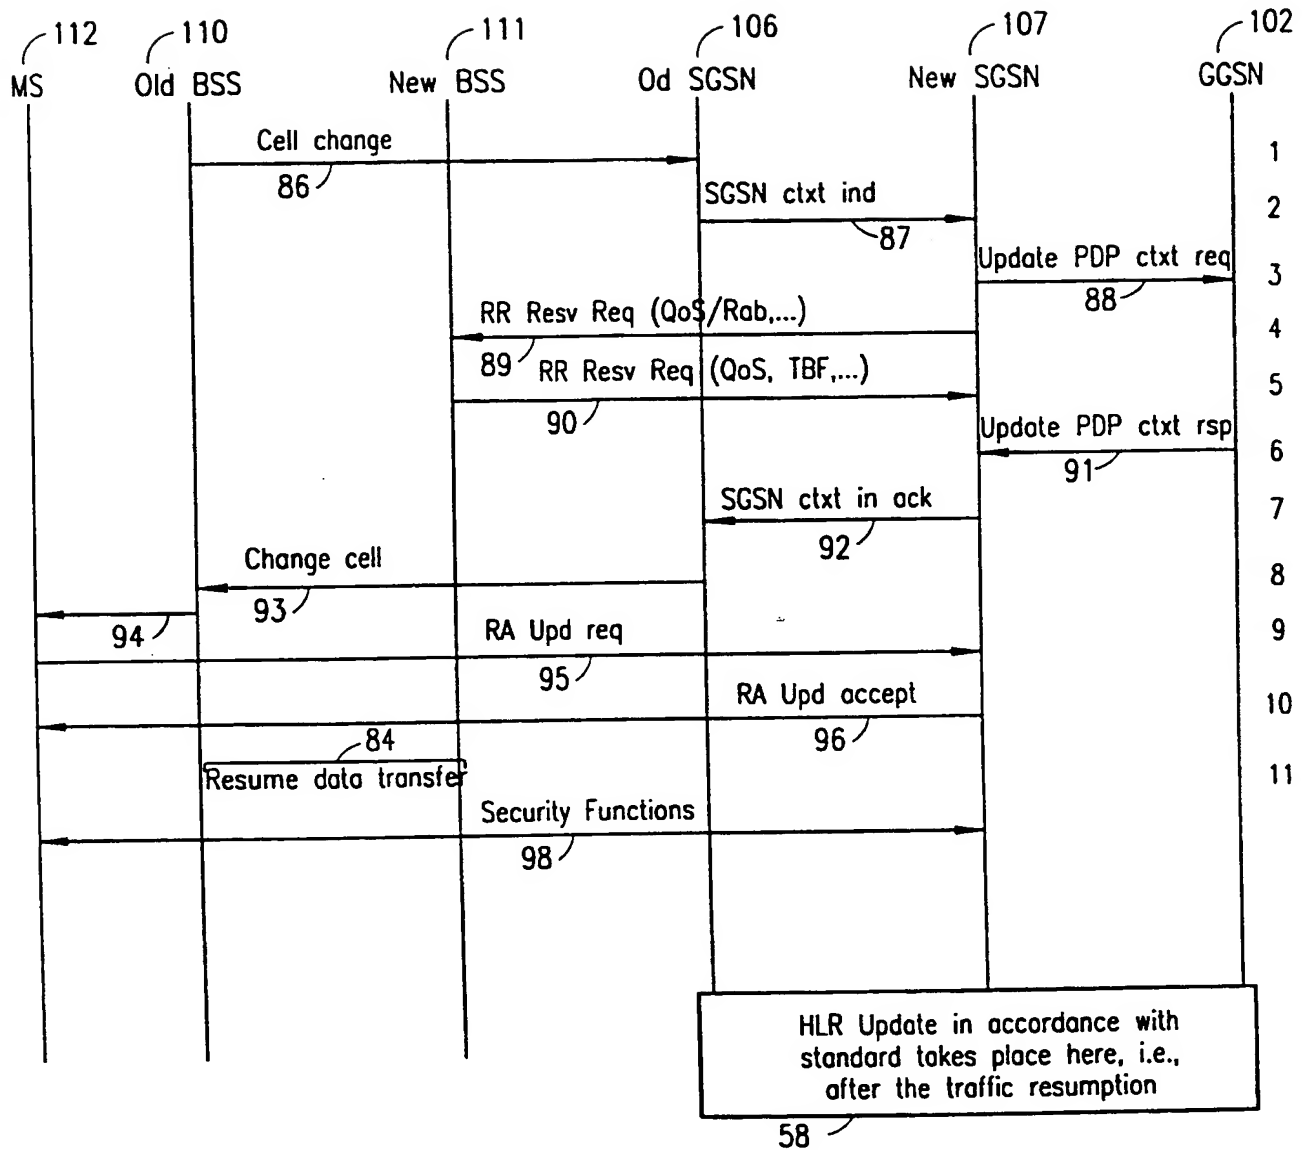 112 110 111 106 107 102
MS Old BSS New BSS Od SGSN New SGSN GGSN
Cell change 1
86
SGSN ctxt ind 2
87
Update PDP ctxt req 3
88
RR Resv Req (QoS/Rab,...) 4
89
RR Resv Req (QoS, TBF,...) 5
90
Update PDP ctxt rsp 6
91
SGSN ctxt in ack 7
92
Change cell 8
93
94
RA Upd req 9
95
RA Upd accept 10
96
84
Resume data transfer 11
Security Functions
98
HLR Update in accordance with
standard takes place here, i.e.,
after the traffic resumption
58